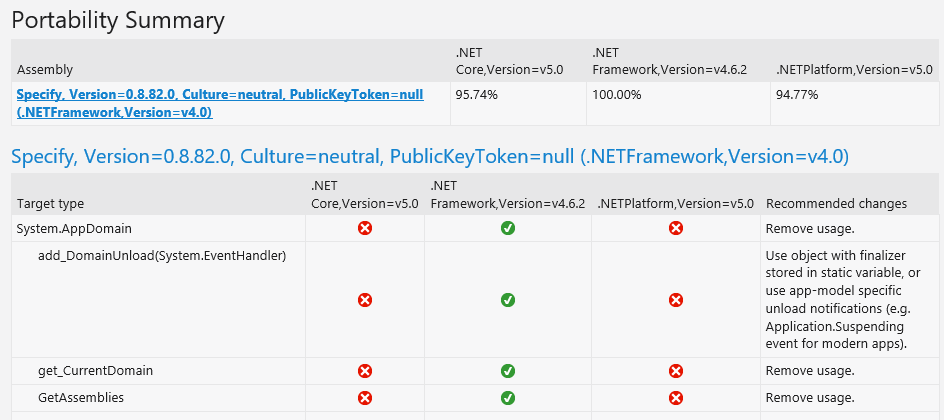 Portability Summary
Assembly
.NET
Core,Version=v5.0
.NET
Framework,Version=v4.6.2
.NETPlatform,Version=v5.0
Specify, Version=0.8.82.0, Culture=neutral, PublicKeyToken=null
(.NETFramework,Version=v4.0)
95.74%
100.00%
94.77%
Specify, Version=0.8.82.0, Culture=neutral, PublicKeyToken=null (.NETFramework,Version=v4.0)
Target type
.NET
Core,Version=v5.0
.NET
Framework,Version=v4.6.2
.NETPlatform,Version=v5.0
Recommended changes
System.AppDomain
Remove usage.
add_DomainUnload(System.EventHandler)
Use object with finalizer
stored in static variable, or
use app-model specific
unload notifications (e.g.
Application.Suspending
event for modern apps).
get_CurrentDomain
Remove usage.
GetAssemblies
Remove usage.